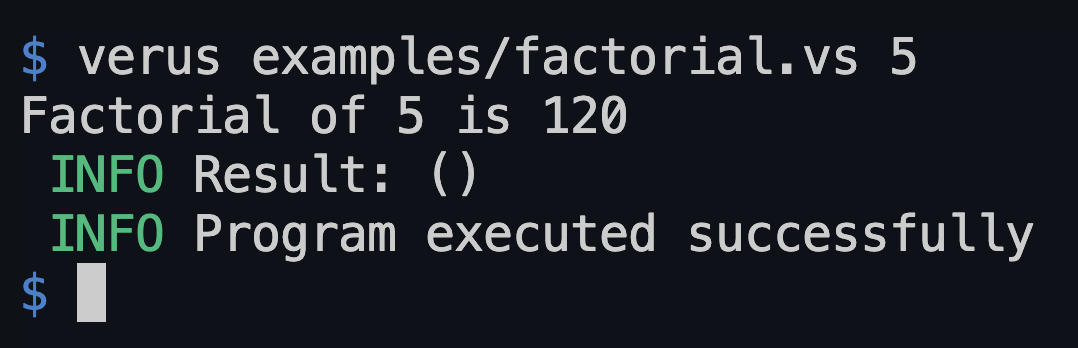 $ verus examples/factorial.vs 5
Factorial of 5 is 120
INFO Result: ()
INFO Program executed successfully
$